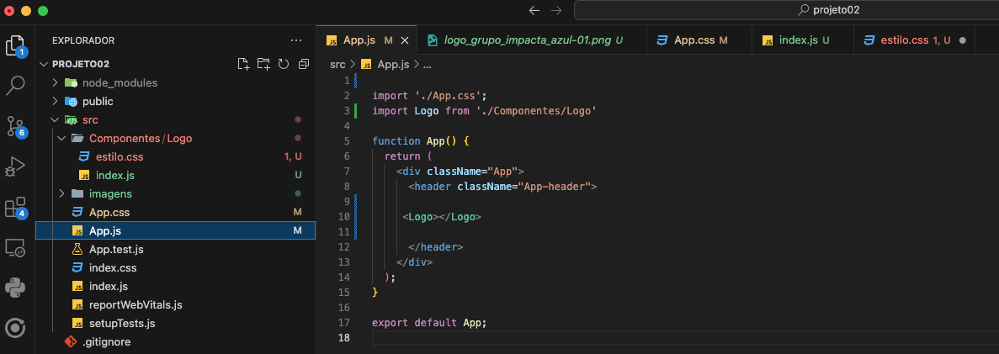 projeto02
EXPLORADOR
App.js M
logo_grupo_impacta_azul-01.png U
App.css M
index.js U
estilo.css 1, U
1
PROJETO02
node_modules
public
src
Componentes / Logo
estilo.css 1, U
index.js U
imagens
App.css M
App.js M
App.test.js
index.css
index.js
reportWebVitals.js
setupTests.js
.gitignore
6
4
src > JS App.js > ...
1
2 import './App.css';
3 import Logo from './Componentes/Logo'
4
5 function App() {
6 return (
7 <div className="App">
8 <header className="App-header">
9
10 <Logo></Logo>
11
12 </header>
13 </div>
14 );
15 }
16
17 export default App;
18